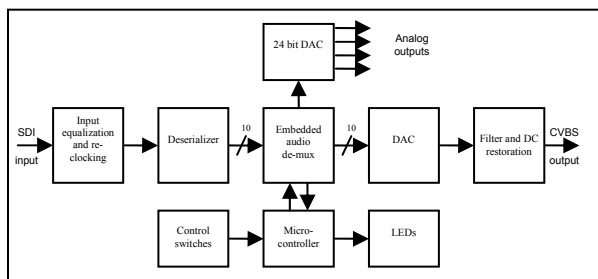 24 bit DAC
Analog
outputs
SDI
input
Input
equalization
and re-
clocking
Deserializer
10
Embedded
audio
de-mux
10
DAC
Filter and DC
restoration
CVBS
output
Control
switches
Micro-
controller
LEDs